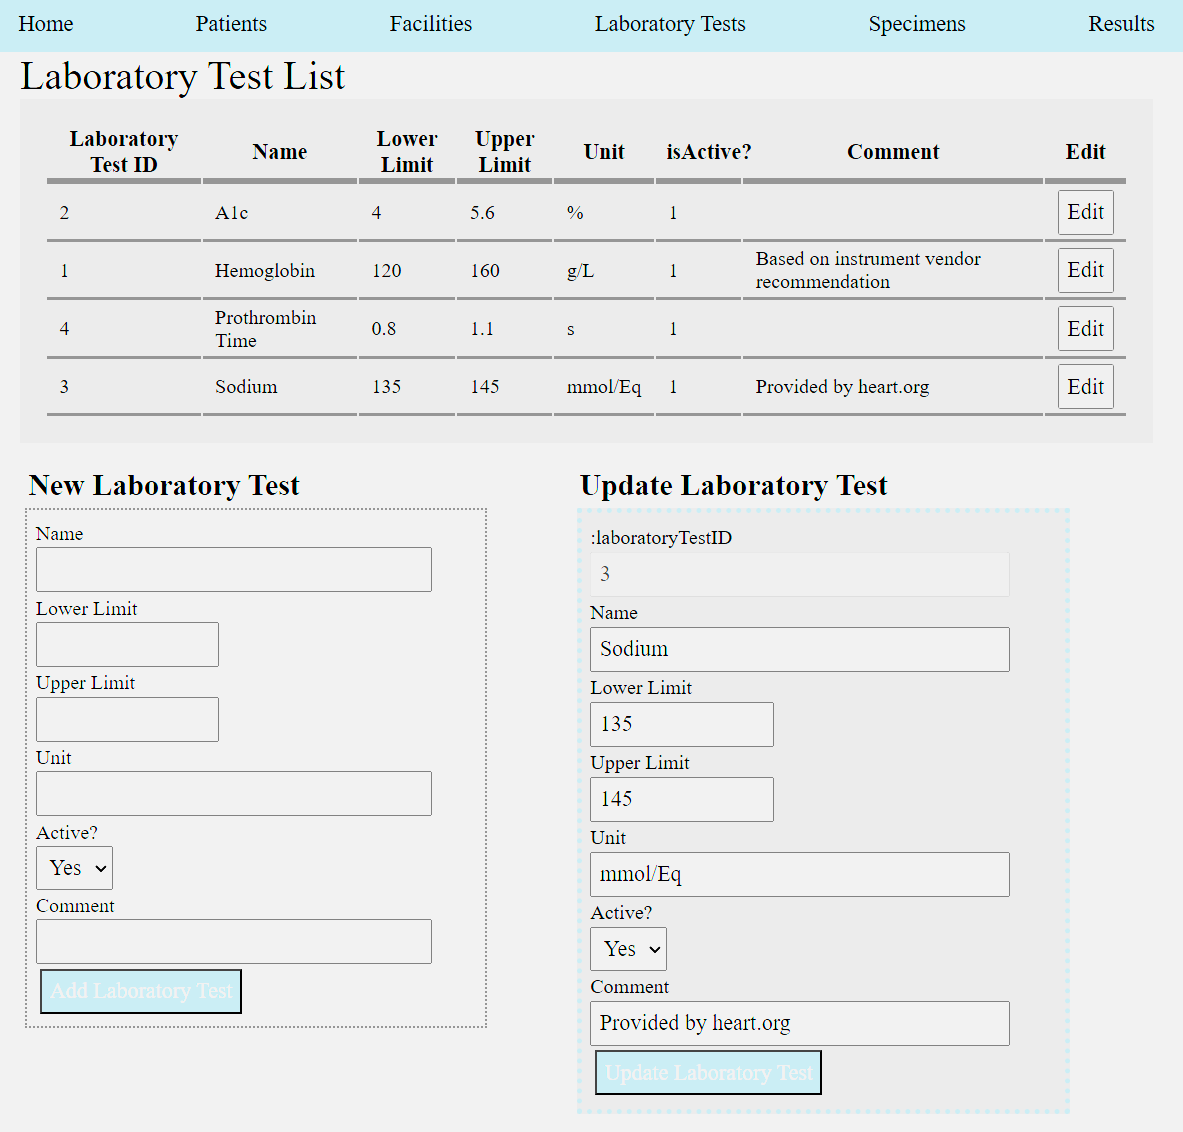 Home Patients Facilities Laboratory Tests Specimens Results
Laboratory Test List
Laboratory Test ID Name Lower Limit Upper Limit Unit isActive? Comment Edit
2 A1c 4 5.6 % 1 Edit
1 Hemoglobin 120 160 g/L 1 Based on instrument vendor recommendation Edit
4 Prothrombin Time 0.8 1.1 s 1 Edit
3 Sodium 135 145 mmol/Eq 1 Provided by heart.org Edit
New Laboratory Test
Name
Lower Limit
Upper Limit
Unit
Active?
Yes
Comment
Add Laboratory Test
Update Laboratory Test
:laboratoryTestID
3
Name
Sodium
Lower Limit
135
Upper Limit
145
Unit
mmol/Eq
Active?
Yes
Comment
Provided by heart.org
Update Laboratory Test